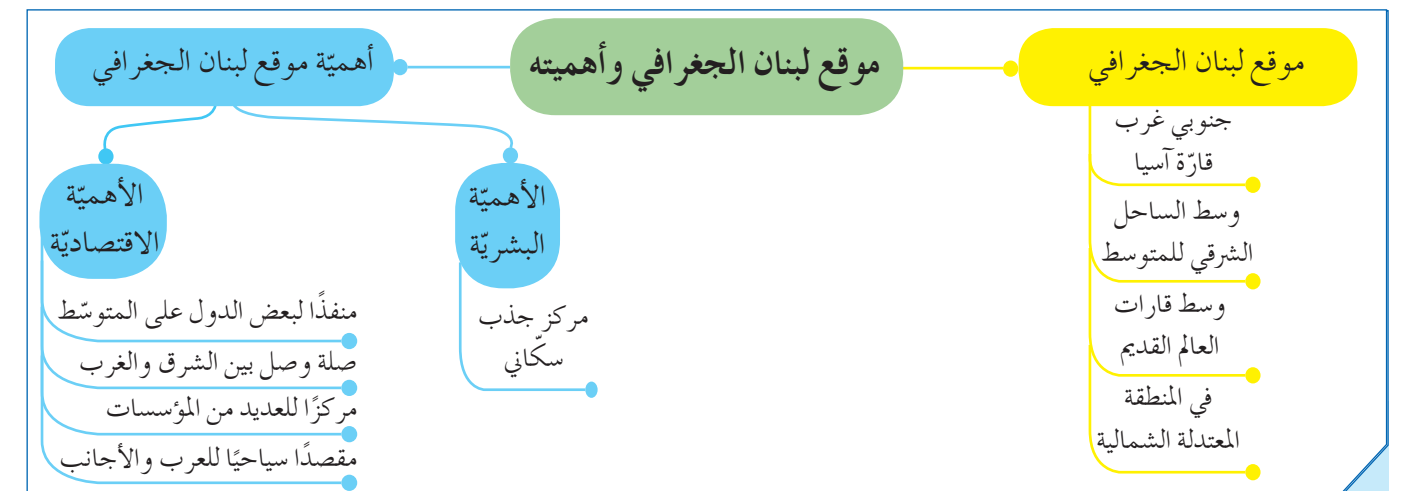 موقع لبنان الجغرافي وأهميته
موقع لبنان الجغرافي
جنوبي غرب
قارّة آسيا
وسط الساحل
الشرقي للمتوسط
وسط قارات
العالم القديم
في المنطقة
المعتدلة الشمالية
أهميّة موقع لبنان الجغرافي
الأهميّة
البشريّة
مركز جذب
سكّاني
الأهميّة
الاقتصاديّة
منفذًا لبعض الدول على المتوسّط
صلة وصل بين الشرق والغرب
مركزًا للعديد من المؤسسات
مقصدًا سياحيًا للعرب والأجانب